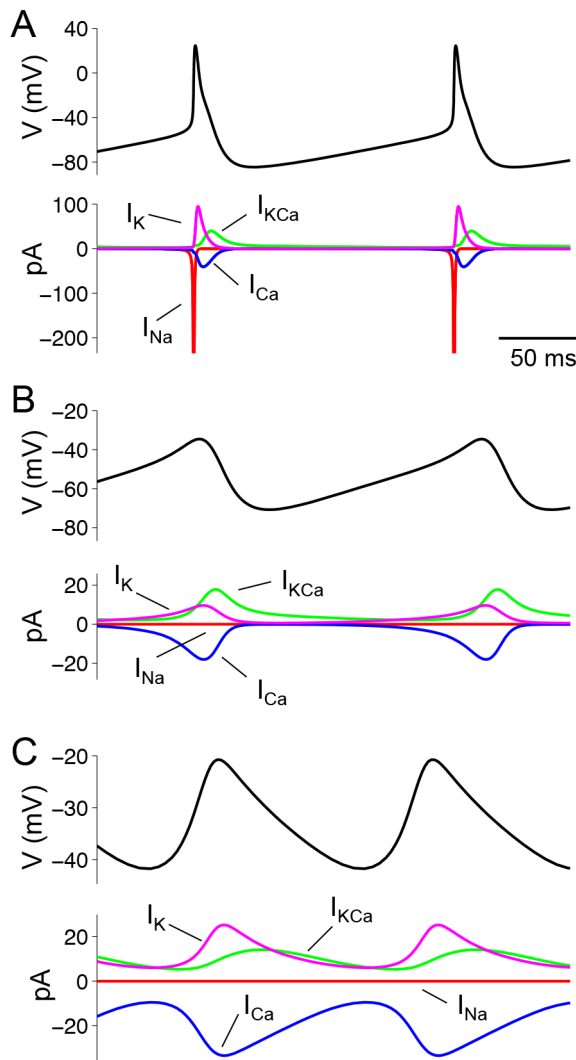 A
V (mV)
40
0
−40
−80
pA
100
0
−100
−200
I_K
I_KCa
I_Ca
I_Na
50 ms
B
V (mV)
−20
−40
−60
−80
pA
20
0
−20
I_K
I_KCa
I_Na
I_Ca
C
V (mV)
−20
−30
−40
pA
20
0
−20
I_K
I_KCa
I_Ca
I_Na